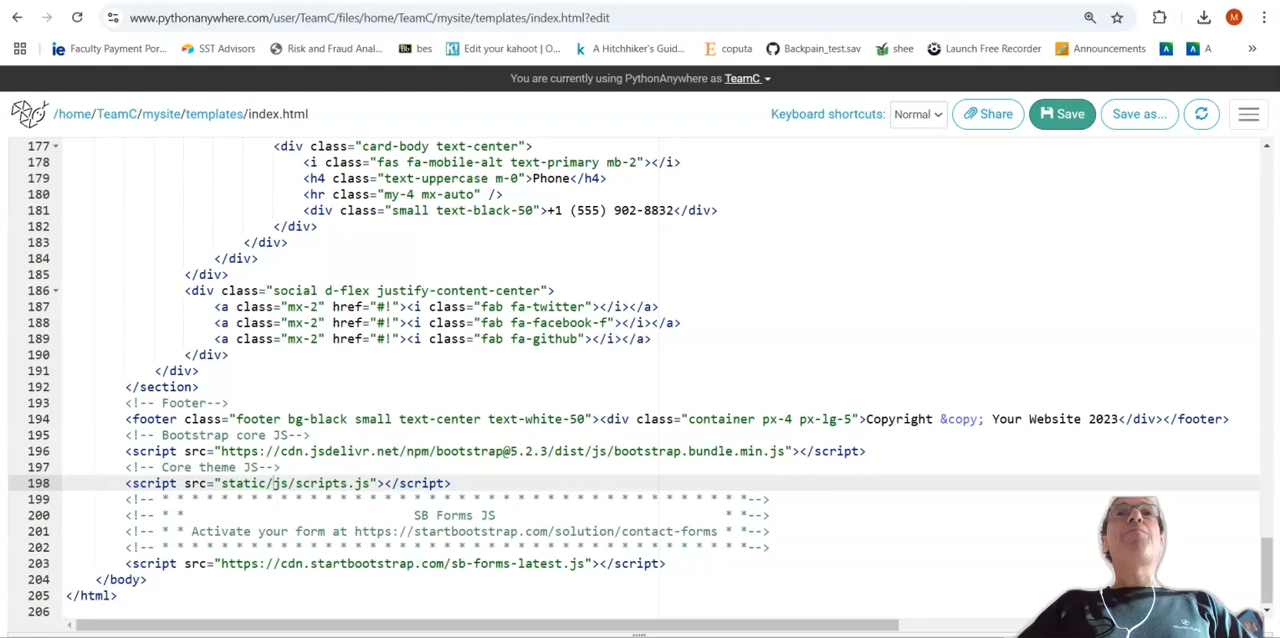 www.pythonanywhere.com/user/TeamC/files/home/TeamC/mysite/templates/index.html?edit
M
Faculty Payment Por... SST Advisors Risk and Fraud Anal... bes Edit your kahoot | O... A Hitchhiker's Guid... coputa Backpain_test.sav shee Launch Free Recorder Announcements A
You are currently using PythonAnywhere as TeamC
/home/TeamC/mysite/templates/index.html Keyboard shortcuts: Normal Share Save Save as...
177 <div class="card-body text-center">
178 <i class="fas fa-mobile-alt text-primary mb-2"></i>
179 <h4 class="text-uppercase m-0">Phone</h4>
180 <hr class="my-4 mx-auto" />
181 <div class="small text-black-50">+1 (555) 902-8832</div>
182 </div>
183 </div>
184 </div>
185 </div>
186 <div class="social d-flex justify-content-center">
187 <a class="mx-2" href="#!"><i class="fab fa-twitter"></i></a>
188 <a class="mx-2" href="#!"><i class="fab fa-facebook-f"></i></a>
189 <a class="mx-2" href="#!"><i class="fab fa-github"></i></a>
190 </div>
191 </div>
192 </section>
193 <!-- Footer-->
194 <footer class="footer bg-black small text-center text-white-50"><div class="container px-4 px-lg-5">Copyright &copy; Your Website 2023</div></footer>
195 <!-- Bootstrap core JS-->
196 <script src="https://cdn.jsdelivr.net/npm/bootstrap@5.2.3/dist/js/bootstrap.bundle.min.js"></script>
197 <!-- Core theme JS-->
198 <script src="static/js/scripts.js"></script>
199 <!-- * * * * * * * * * * * * * * * * * * * * * * * * * * * * * * * * * * * * * * * *-->
200 <!-- * * SB Forms JS * *-->
201 <!-- * * Activate your form at https://startbootstrap.com/solution/contact-forms * *-->
202 <!-- * * * * * * * * * * * * * * * * * * * * * * * * * * * * * * * * * * * * * * * *-->
203 <script src="https://cdn.startbootstrap.com/sb-forms-latest.js"></script>
204 </body>
205 </html>
206